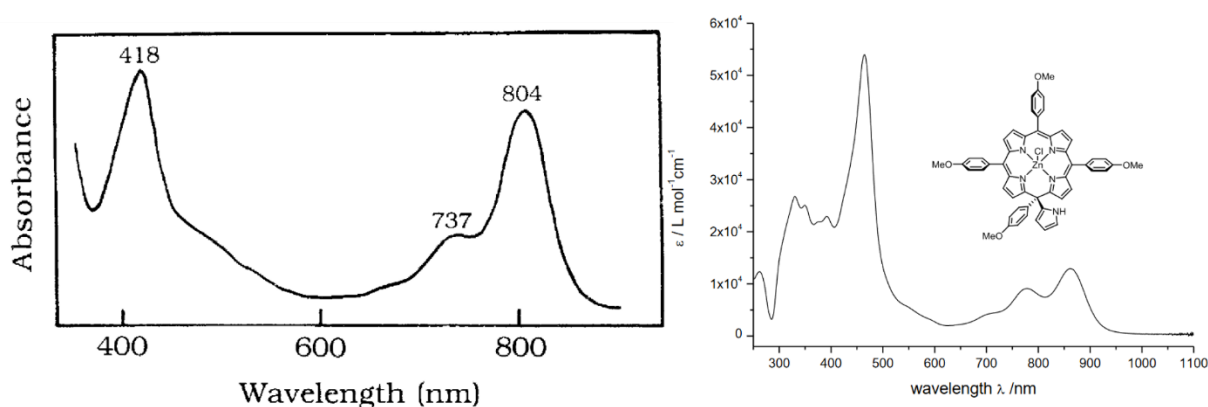 418
804
737
Absorbance
400
600
800
Wavelength (nm)
6x10⁴
5x10⁴
4x10⁴
3x10⁴
2x10⁴
1x10⁴
0
ε / L mol⁻¹cm⁻¹
OMe
Cl
N
N
Zn
N
N
MeO
OMe
NH
MeO
300
400
500
600
700
800
900
1000
1100
wavelength λ /nm